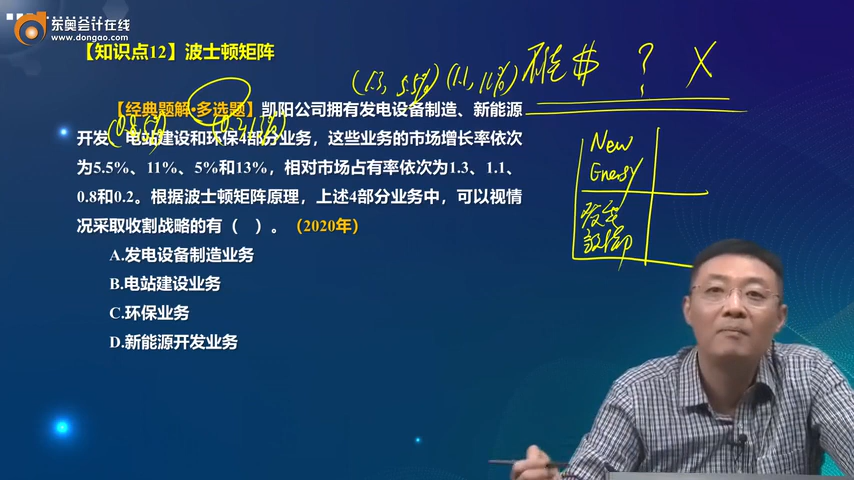 东奥会计在线
www.dongao.com
【知识点12】波士顿矩阵
(1.3, 5.5%) (1.1, 11%) $ ? X
【经典题解·多选题】凯阳公司拥有发电设备制造、新能源
开发、电站建设和环保4部分业务，这些业务的市场增长率依次
为5.5%、11%、5%和13%，相对市场占有率依次为1.3、1.1、
0.8和0.2。根据波士顿矩阵原理，上述4部分业务中，可以视情
况采取收割战略的有（　）。（2020年）
A.发电设备制造业务
B.电站建设业务
C.环保业务
D.新能源开发业务
New
Energy
发电
设备